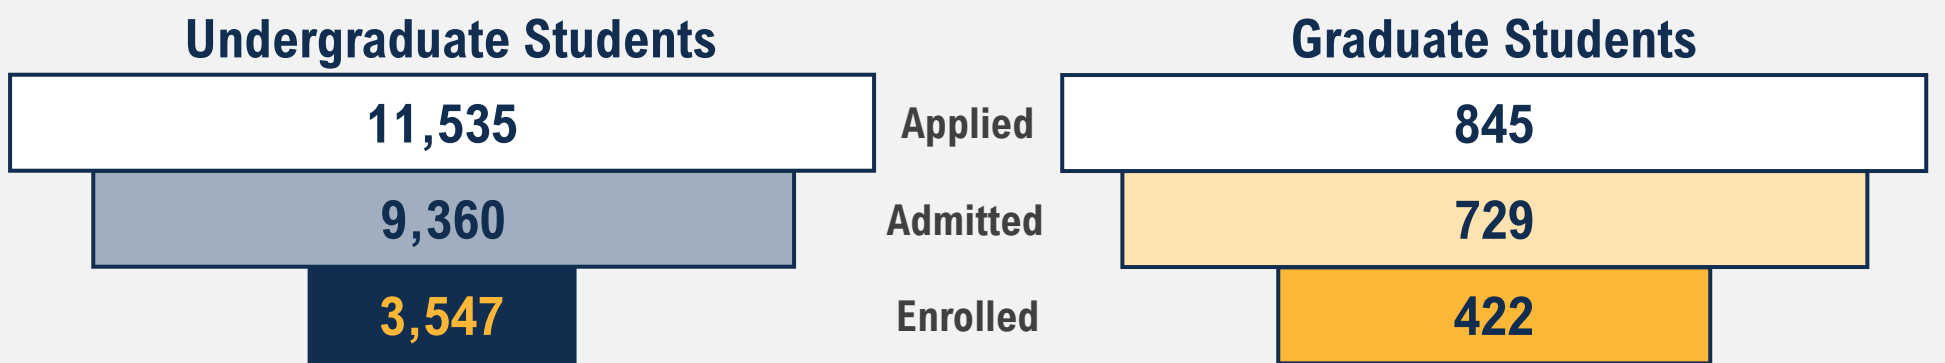 Undergraduate Students Graduate Students
11,535 Applied 845
9,360 Admitted 729
3,547 Enrolled 422